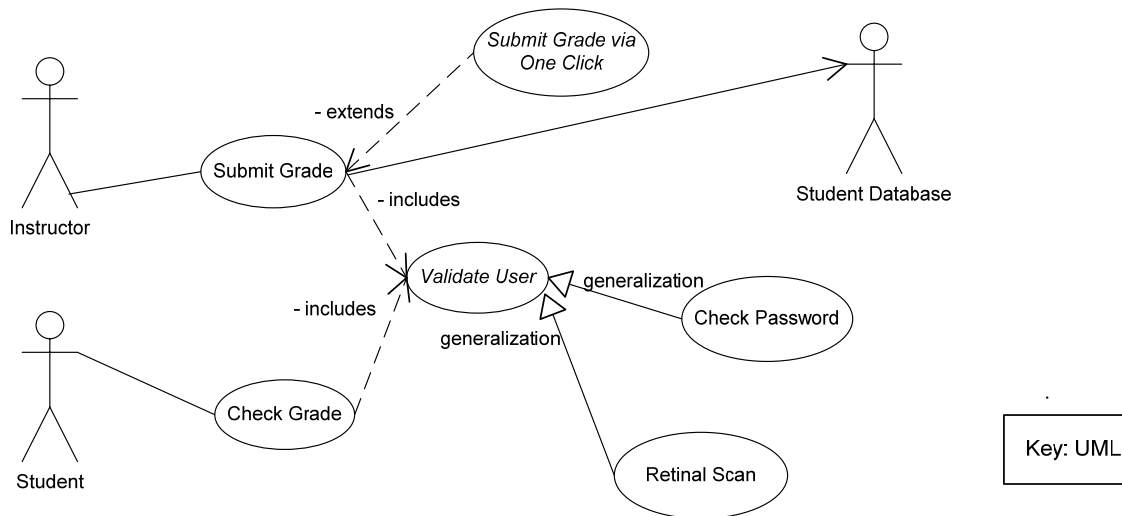 Submit Grade via
One Click
- extends
Submit Grade
Student Database
- includes
Instructor
Validate User
generalization
- includes
Check Password
generalization
Check Grade
Key: UML
Retinal Scan
Student